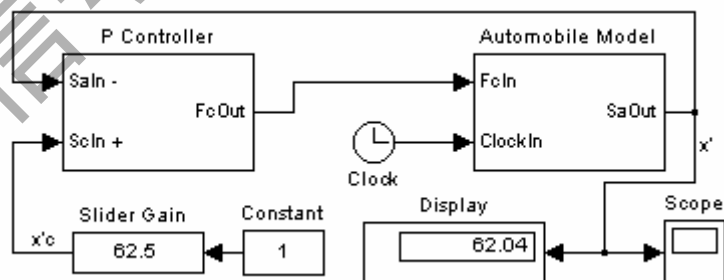 P Controller
Automobile Model
SaIn -
FcOut
ScIn +
FcIn
SaOut
ClockIn
Clock
x'
x'c
Slider Gain
62.5
Constant
1
Display
62.04
Scope